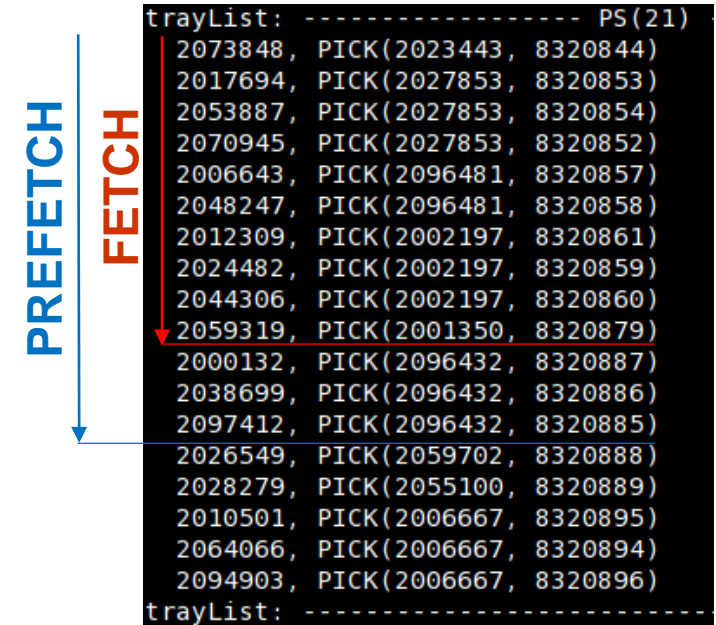 PREFETCH
FETCH
trayList: ------------------ PS(21) -
2073848, PICK(2023443, 8320844)
2017694, PICK(2027853, 8320853)
2053887, PICK(2027853, 8320854)
2070945, PICK(2027853, 8320852)
2006643, PICK(2096481, 8320857)
2048247, PICK(2096481, 8320858)
2012309, PICK(2002197, 8320861)
2024482, PICK(2002197, 8320859)
2044306, PICK(2002197, 8320860)
2059319, PICK(2001350, 8320879)
2000132, PICK(2096432, 8320887)
2038699, PICK(2096432, 8320886)
2097412, PICK(2096432, 8320885)
2026549, PICK(2059702, 8320888)
2028279, PICK(2055100, 8320889)
2010501, PICK(2006667, 8320895)
2064066, PICK(2006667, 8320894)
2094903, PICK(2006667, 8320896)
trayList: ---------------------------